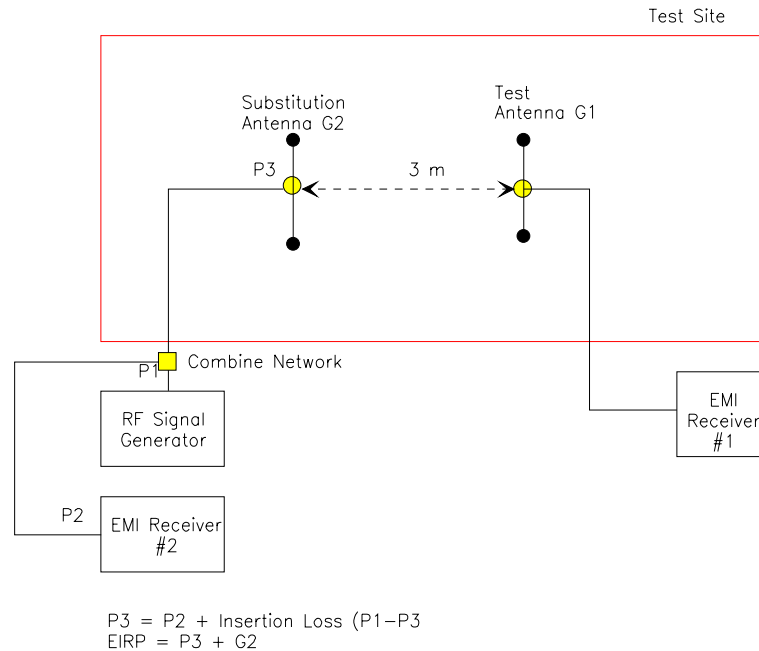 Test Site
Substitution
Antenna G2
Test
Antenna G1
P3
3 m
P1
Combine Network
RF Signal
Generator
EMI
Receiver
#1
P2
EMI Receiver
#2
P3 = P2 + Insertion Loss (P1-P3
EIRP = P3 + G2